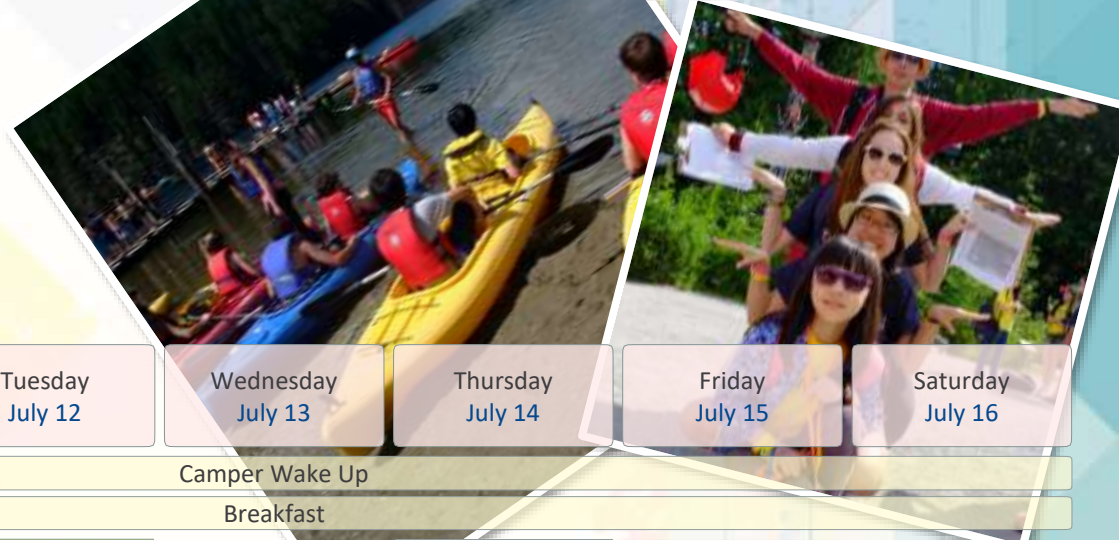 Tuesday
July 12
Wednesday
July 13
Thursday
July 14
Friday
July 15
Saturday
July 16
Camper Wake Up
Breakfast